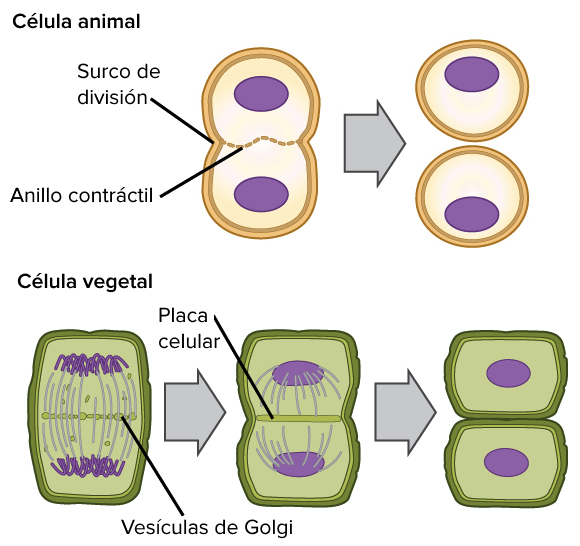 Célula animal
Surco de
división
Anillo contráctil
Célula vegetal
Placa
celular
Vesículas de Golgi